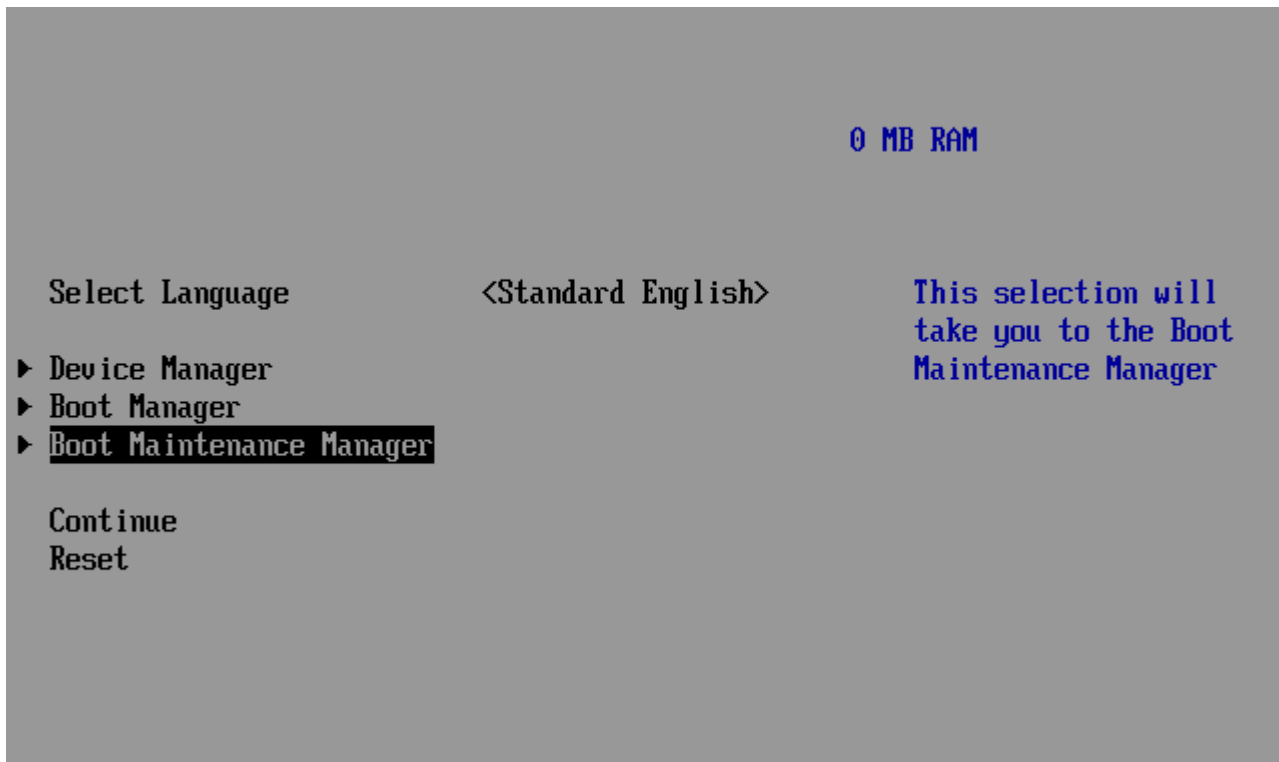 0 MB RAM
Select Language <Standard English> This selection will
take you to the Boot
Device Manager Maintenance Manager
Boot Manager
Boot Maintenance Manager
Continue
Reset